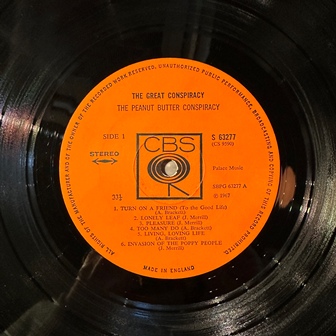 ALL RIGHTS OF THE MANUFACTURER AND OF THE OWNER OF THE RECORDED WORK RESERVED. UNAUTHORIZED PUBLIC PERFORMANCE, BROADCASTING AND COPYING OF THIS RECORD PROHIBITED.
THE GREAT CONSPIRACY
THE PEANUT BUTTER CONSPIRACY
SIDE 1
S 63277
(CS 9590)
STEREO
CBS
Palace Music
SBPG 63277 A
33⅓
℗ 1967
1. TURN ON A FRIEND (To the Good Life)
(A. Brackett)
2. LONELY LEAF (J. Merrill)
3. PLEASURE (J. Merrill)
4. TOO MANY DO (A. Brackett)
5. LIVING, LOVING LIFE
(A. Brackett)
6. INVASION OF THE POPPY PEOPLE
(J. Merrill)
MADE IN ENGLAND